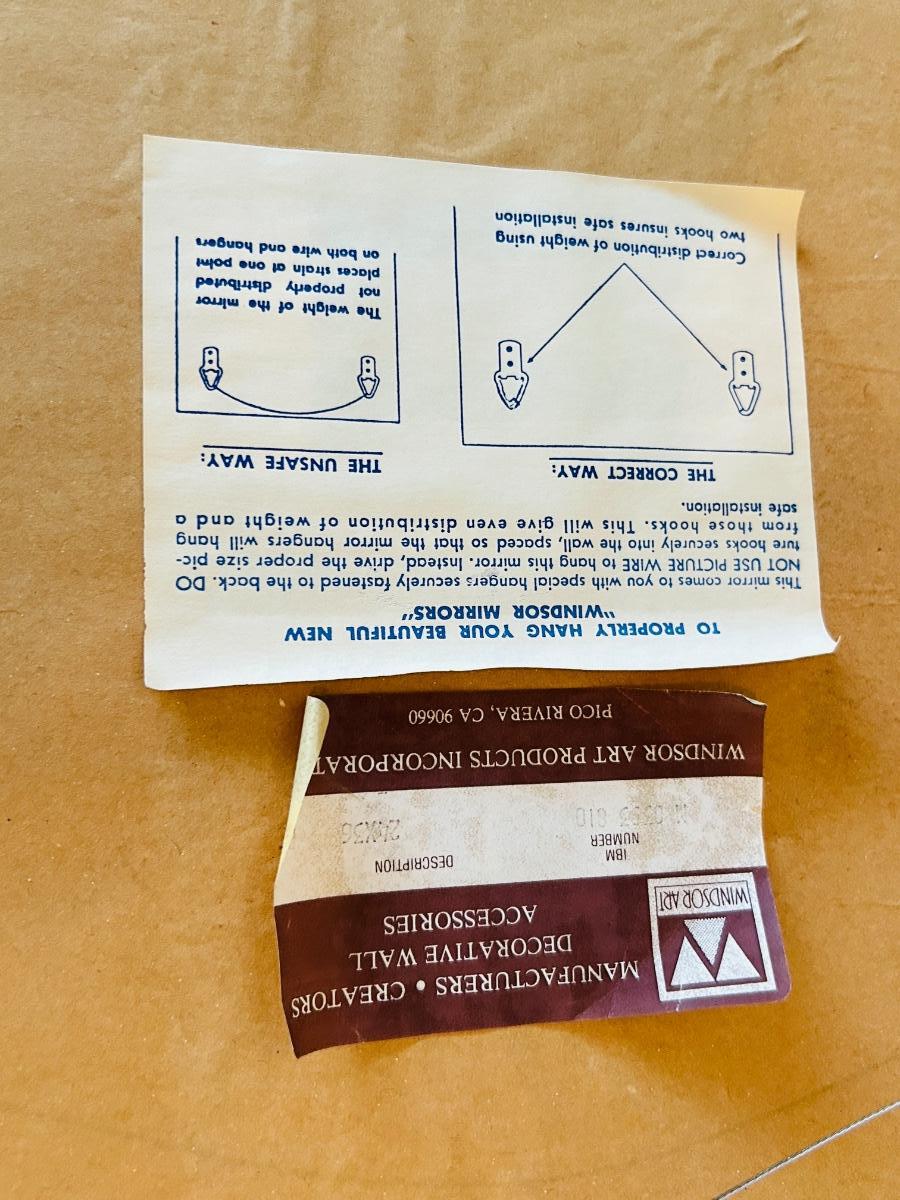 MANUFACTURERS • CREATORS
DECORATIVE WALL
ACCESSORIES
WINDSOR ART
IBM
NUMBER
DESCRIPTION
24X36
WINDSOR ART PRODUCTS INCORPORAT
PICO RIVERA, CA 90660
TO PROPERLY HANG YOUR BEAUTIFUL NEW
"WINDSOR MIRRORS"
This mirror comes to you with special hangers securely fastened to the back. DO
NOT USE PICTURE WIRE to hang this mirror. Instead, drive the proper size pic-
ture hooks securely into the wall, spaced so that the mirror hangers will hang
from those hooks. This will give even distribution of weight and a
safe installation.
THE CORRECT WAY:
Correct distribution of weight using
two hooks insures safe installation
THE UNSAFE WAY:
The weight of the mirror
not properly distributed
places strain at one point
on both wire and hangers